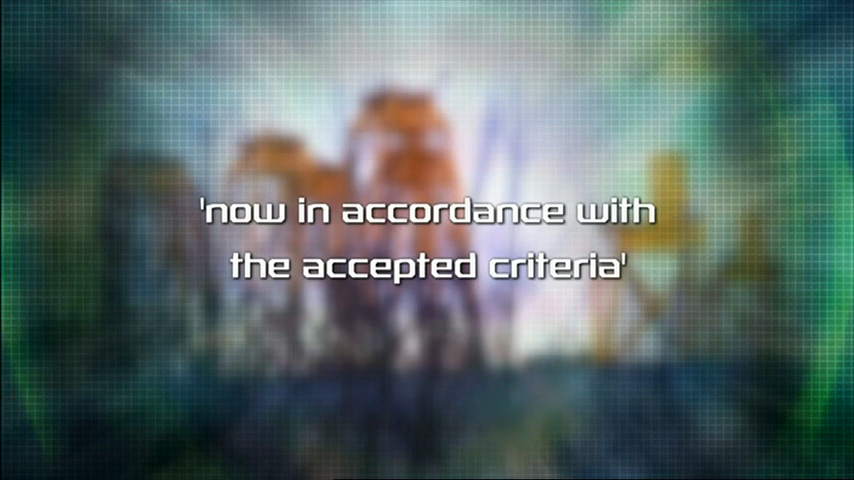 'now in accordance with
the accepted criteria'